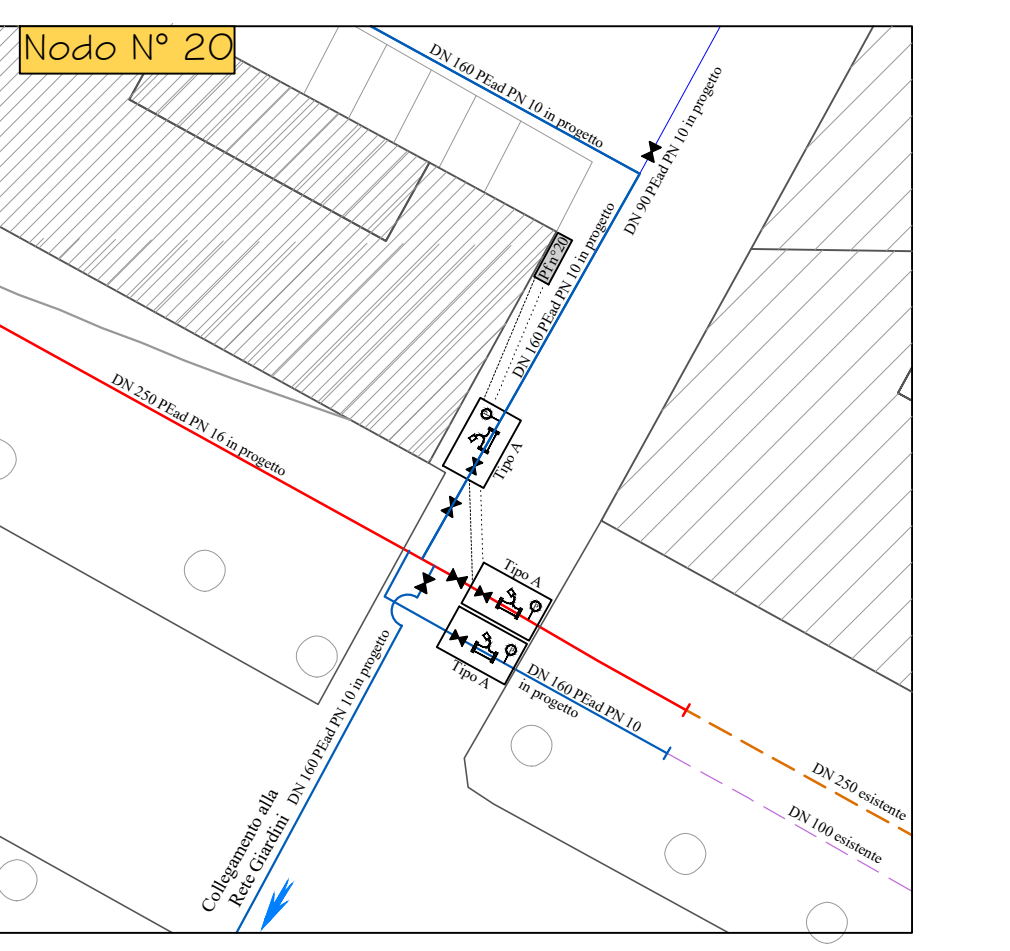 Nodo N° 20
DN 160 PEad PN 10 in progetto
DN 90 PEad PN 10 in progetto
Pf n°20
DN 160 PEad PN 10 in progetto
DN 250 PEad PN 16 in progetto
Tipo A
Tipo A
Tipo A
DN 160 PEad PN 10
in progetto
DN 160 PEad PN 10 in progetto
DN 250 esistente
DN 100 esistente
Collegamento alla
Rete Giardini